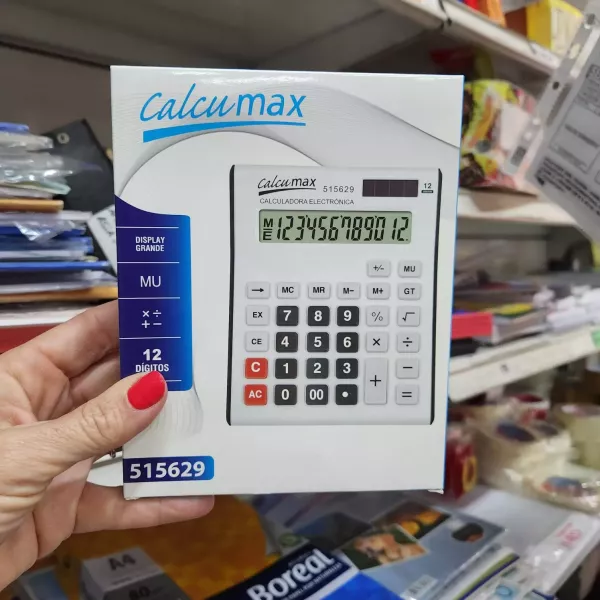 Calcumax
DISPLAY
GRANDE
MU
× ÷
+ −
12
DÍGITOS
515629
Calcumax 515629
12
CALCULADORA ELECTRÓNICA
M
E 123456789012.
+/− MU
→ MC MR M− M+ GT
EX 7 8 9 % √
CE 4 5 6 × ÷
C 1 2 3 + −
AC 0 00 • =
A4
Boreal